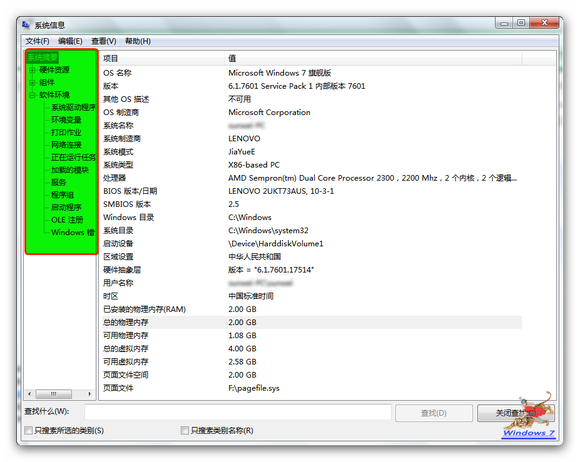 系统信息
文件(F) 编辑(E) 查看(V) 帮助(H)
系统摘要
硬件资源
组件
软件环境
系统驱动程序
环境变量
打印作业
网络连接
正在运行任务
加载的模块
服务
程序组
启动程序
OLE 注册
Windows 错
项目 值
OS 名称 Microsoft Windows 7 旗舰版
版本 6.1.7601 Service Pack 1 内部版本 7601
其他 OS 描述 不可用
OS 制造商 Microsoft Corporation
系统名称
系统制造商 LENOVO
系统模式 JiaYueE
系统类型 X86-based PC
处理器 AMD Sempron(tm) Dual Core Processor 2300，2200 Mhz，2 个内核，2 个逻辑...
BIOS 版本/日期 LENOVO 2UKT73AUS, 10-3-1
SMBIOS 版本 2.5
Windows 目录 C:\Windows
系统目录 C:\Windows\system32
启动设备 \Device\HarddiskVolume1
区域设置 中华人民共和国
硬件抽象层 版本 = "6.1.7601.17514"
用户名称
时区 中国标准时间
已安装的物理内存(RAM) 2.00 GB
总的物理内存 2.00 GB
可用物理内存 1.08 GB
总的虚拟内存 4.00 GB
可用虚拟内存 2.58 GB
页面文件空间 2.00 GB
页面文件 F:\pagefile.sys
查找什么(W): 查找(D) 关闭查找
只搜索所选的类别(S) 只搜索类别名称(R)
Windows 7